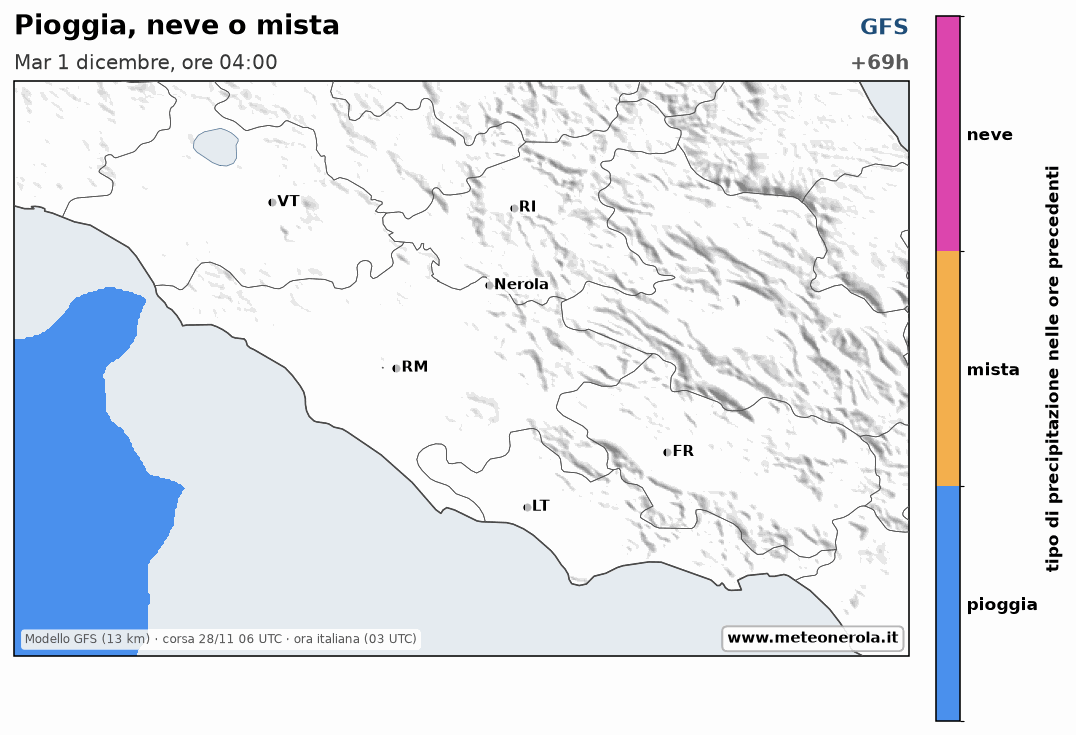 Pioggia, neve o mista
GFS
Mar 1 dicembre, ore 04:00
+69h
neve
mista
pioggia
tipo di precipitazione nelle ore precedenti
VT
RI
Nerola
RM
FR
LT
Modello GFS (13 km) · corsa 28/11 06 UTC · ora italiana (03 UTC)
www.meteonerola.it